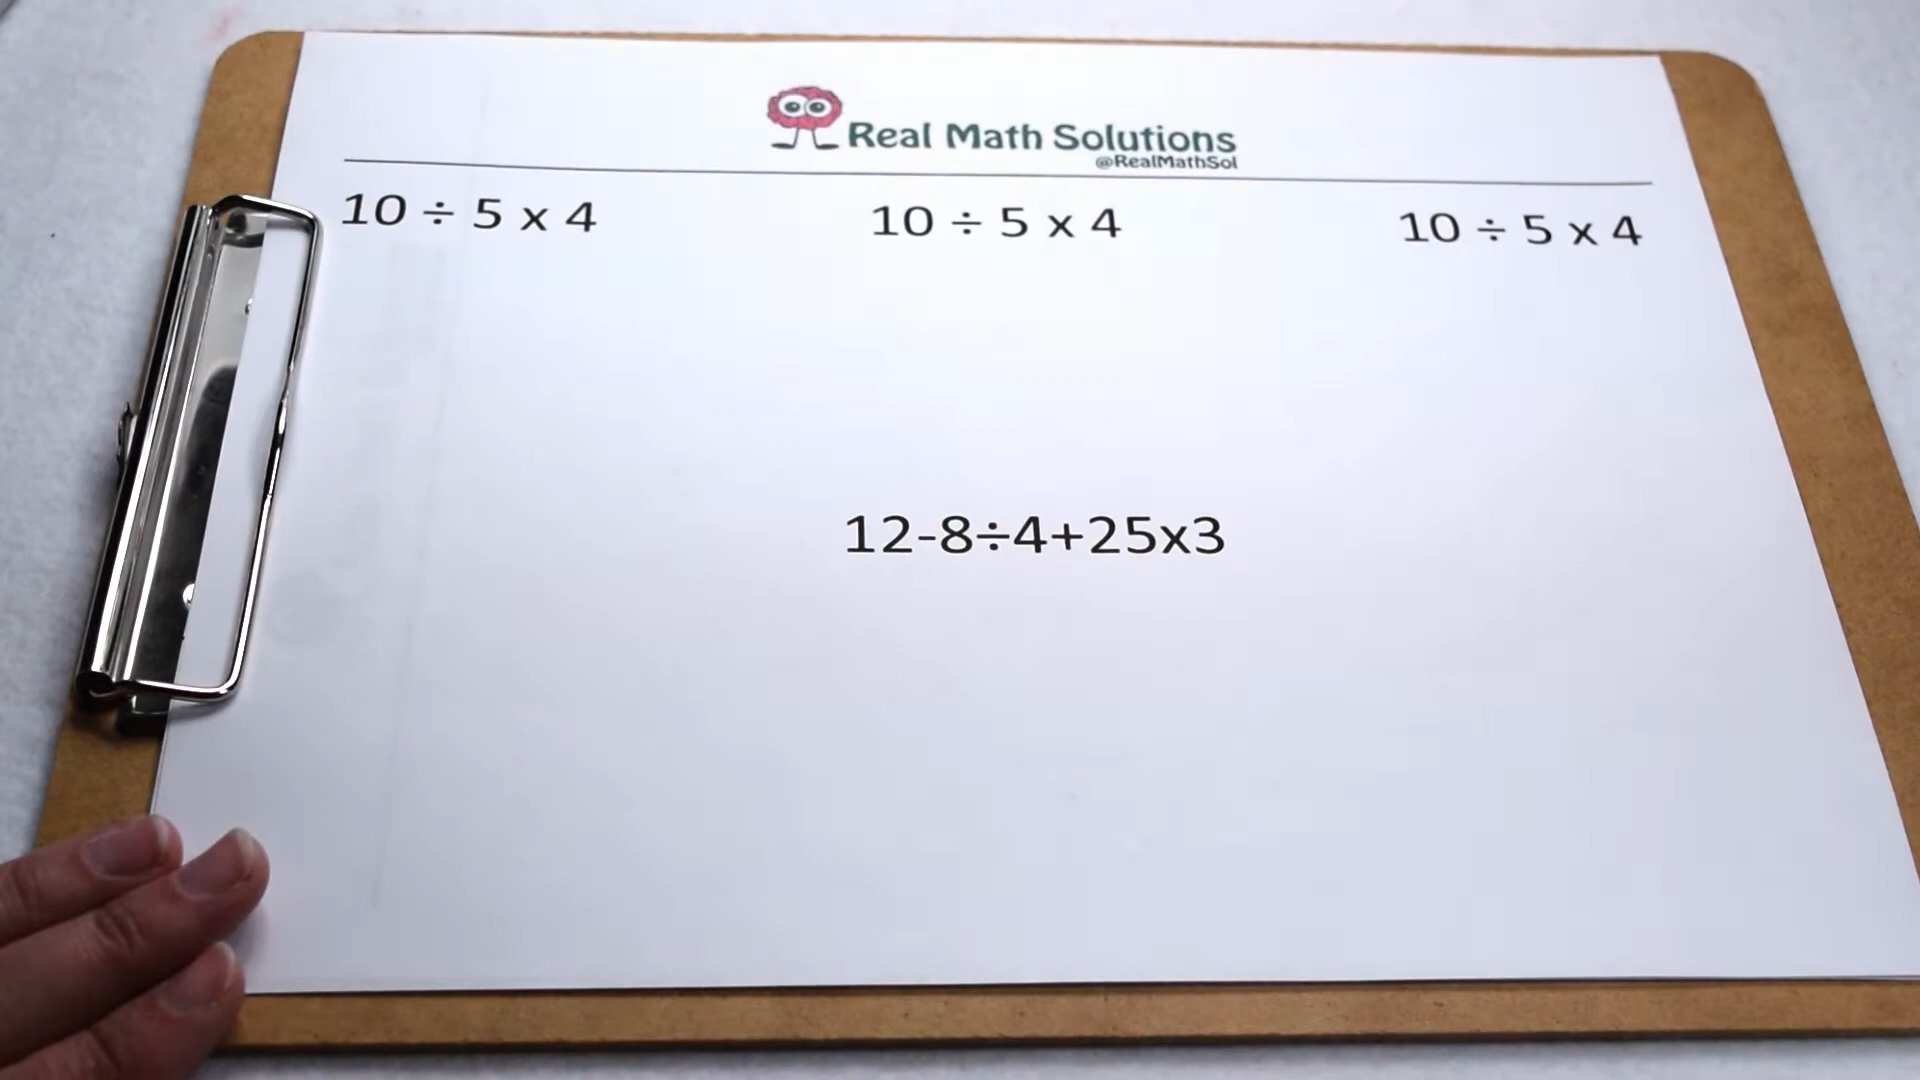 Real Math Solutions
@RealMathSol
10 ÷ 5 x 4 10 ÷ 5 x 4 10 ÷ 5 x 4
12-8÷4+25x3